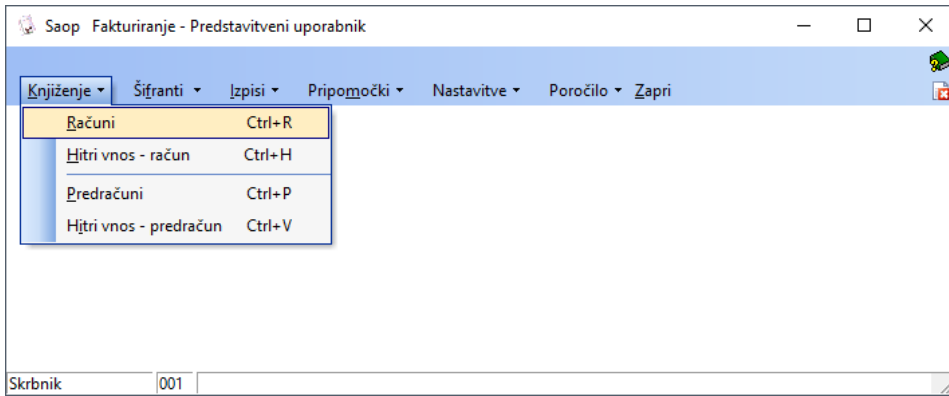 Saop Fakturiranje - Predstavitveni uporabnik
Knjiženje Šifranti Izpisi Pripomočki Nastavitve Poročilo Zapri
Računi Ctrl+R
Hitri vnos - račun Ctrl+H
Predračuni Ctrl+P
Hitri vnos - predračun Ctrl+V
Skrbnik 001